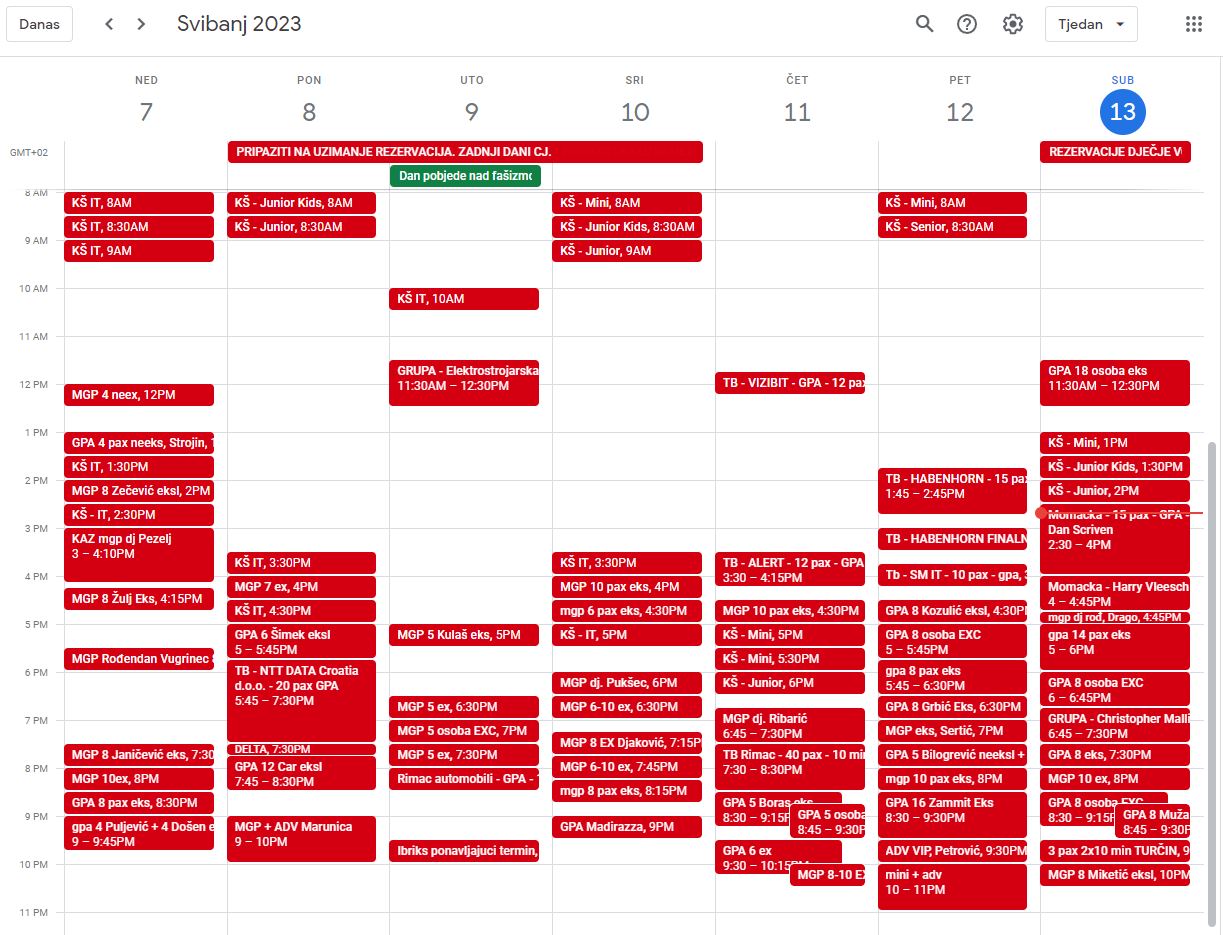 Danas
Svibanj 2023
Tjedan
NED
7
PON
8
UTO
9
SRI
10
ČET
11
PET
12
SUB
13
GMT+02
PRIPAZITI NA UZIMANJE REZERVACIJA. ZADNJI DANI CJ.
REZERVACIJE DJEČJE V
Dan pobjede nad fašizmo
8 AM
9 AM
10 AM
11 AM
12 PM
1 PM
2 PM
3 PM
4 PM
5 PM
6 PM
7 PM
8 PM
9 PM
10 PM
11 PM
KŠ IT, 8AM
KŠ IT, 8:30AM
KŠ IT, 9AM
MGP 4 neex, 12PM
GPA 4 pax neeks, Strojin, 1
KŠ IT, 1:30PM
MGP 8 Zečević eksl, 2PM
KŠ - IT, 2:30PM
KAZ mgp dj Pezelj
3 – 4:10PM
MGP 8 Žulj Eks, 4:15PM
MGP Rođendan Vugrinec
MGP 8 Janičević eks, 7:30
MGP 10ex, 8PM
GPA 8 pax eks, 8:30PM
gpa 4 Puljević + 4 Došen e
9 – 9:45PM
KŠ - Junior Kids, 8AM
KŠ - Junior, 8:30AM
KŠ IT, 3:30PM
MGP 7 ex, 4PM
KŠ IT, 4:30PM
GPA 6 Šimek eksl
5 – 5:45PM
TB - NTT DATA Croatia
d.o.o. - 20 pax GPA
5:45 – 7:30PM
DELTA, 7:30PM
GPA 12 Car eksl
7:45 – 8:30PM
MGP + ADV Marunica
9 – 10PM
KŠ IT, 10AM
GRUPA - Elektrostrojarska
11:30AM – 12:30PM
MGP 5 Kulaš eks, 5PM
MGP 5 ex, 6:30PM
MGP 5 osoba EXC, 7PM
MGP 5 ex, 7:30PM
Rimac automobili - GPA -
Ibriks ponavljajuci termin,
KŠ - Mini, 8AM
KŠ - Junior Kids, 8:30AM
KŠ - Junior, 9AM
KŠ IT, 3:30PM
MGP 10 pax eks, 4PM
mgp 6 pax eks, 4:30PM
KŠ - IT, 5PM
MGP dj. Pukšec, 6PM
MGP 6-10 ex, 6:30PM
MGP 8 EX Djaković, 7:15P
MGP 6-10 ex, 7:45PM
mgp 8 pax eks, 8:15PM
GPA Madirazza, 9PM
TB - VIZIBIT - GPA - 12 pax
TB - ALERT - 12 pax - GPA
3:30 – 4:15PM
MGP 10 pax eks, 4:30PM
KŠ - Mini, 5PM
KŠ - Mini, 5:30PM
KŠ - Junior, 6PM
MGP dj. Ribarić
6:45 – 7:30PM
TB Rimac - 40 pax - 10 min
7:30 – 8:30PM
GPA 5 Boras eks
8:30 – 9:15P
GPA 5 osoba
8:45 – 9:30P
GPA 6 ex
9:30 – 10:15PM
MGP 8-10 EX
KŠ - Mini, 8AM
KŠ - Senior, 8:30AM
TB - HABENHORN - 15 pax
1:45 – 2:45PM
TB - HABENHORN FINALN
Tb - SM IT - 10 pax - gpa, 3
GPA 8 Kozulić eksl, 4:30P
GPA 8 osoba EXC
5 – 5:45PM
gpa 8 pax eks
5:45 – 6:30PM
GPA 8 Grbić Eks, 6:30PM
MGP eks, Sertić, 7PM
GPA 5 Bilogrević neeksl +
mgp 10 pax eks, 8PM
GPA 16 Zammit Eks
8:30 – 9:30PM
ADV VIP, Petrović, 9:30PM
mini + adv
10 – 11PM
GPA 18 osoba eks
11:30AM – 12:30PM
KŠ - Mini, 1PM
KŠ - Junior Kids, 1:30PM
KŠ - Junior, 2PM
Momacka - 15 pax - GPA -
Dan Scriven
2:30 – 4PM
Momacka - Harry Vleesch
4 – 4:45PM
mgp dj rođ, Drago, 4:45PM
gpa 14 pax eks
5 – 6PM
GPA 8 osoba EXC
6 – 6:45PM
GRUPA - Christopher Malli
6:45 – 7:30PM
GPA 8 eks, 7:30PM
MGP 10 ex, 8PM
GPA 8 osoba EXC
8:30 – 9:15P
GPA 8 Muža
8:45 – 9:30P
3 pax 2x10 min TURČIN, 9
MGP 8 Miketić eksl, 10PM